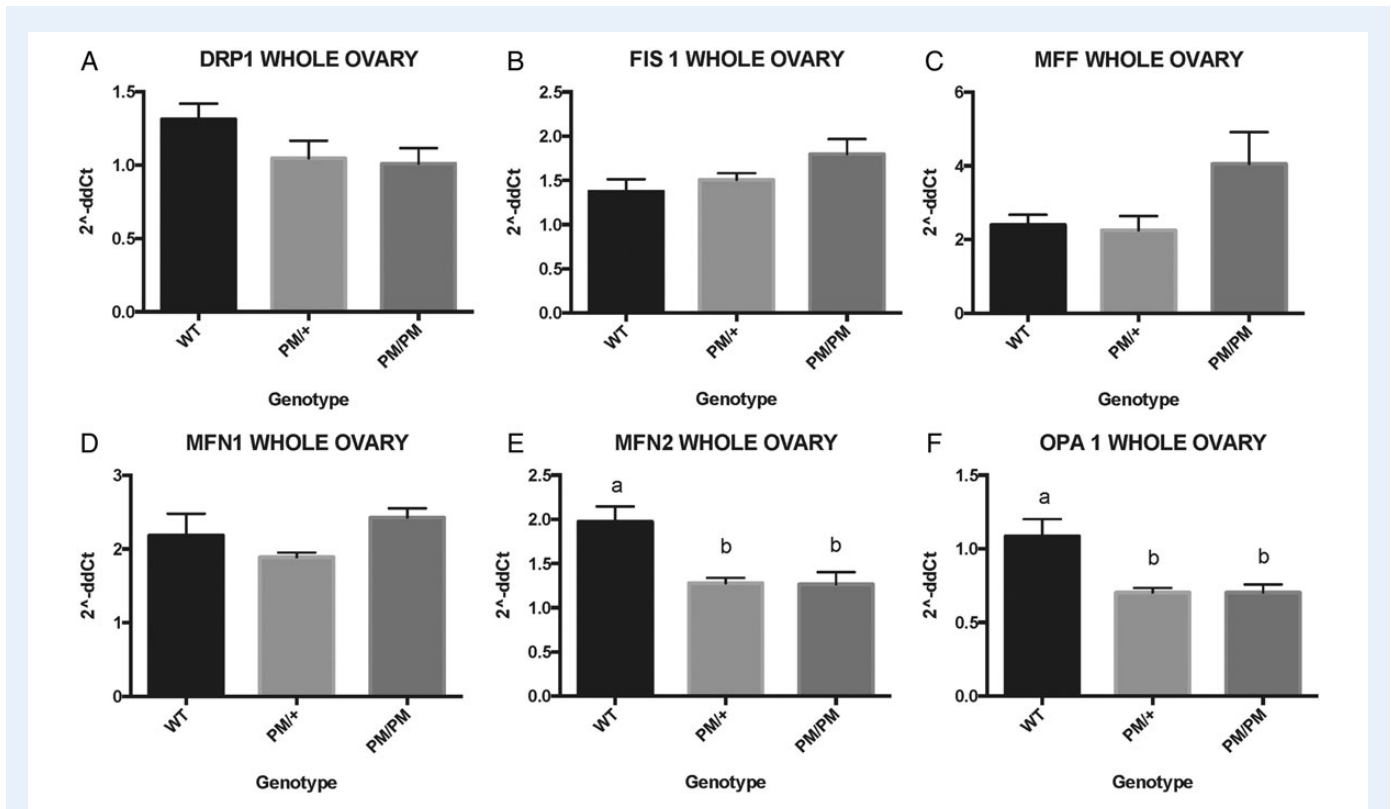 A
DRP1 WHOLE OVARY
1.5
1.0
0.5
0.0
2^-ddCt
WT
PM/+
PM/PM
Genotype
B
FIS 1 WHOLE OVARY
2.5
2.0
1.5
1.0
0.5
0.0
2^-ddCt
WT
PM/+
PM/PM
Genotype
C
MFF WHOLE OVARY
6
4
2
0
2^-ddCt
WT
PM/+
PM/PM
Genotype
D
MFN1 WHOLE OVARY
3
2
1
0
2^-ddCt
WT
PM/+
PM/PM
Genotype
E
MFN2 WHOLE OVARY
2.5
2.0
1.5
1.0
0.5
0.0
2^-ddCt
a
b
b
WT
PM/+
PM/PM
Genotype
F
OPA 1 WHOLE OVARY
1.5
1.0
0.5
0.0
2^-ddCt
a
b
b
WT
PM/+
PM/PM
Genotype